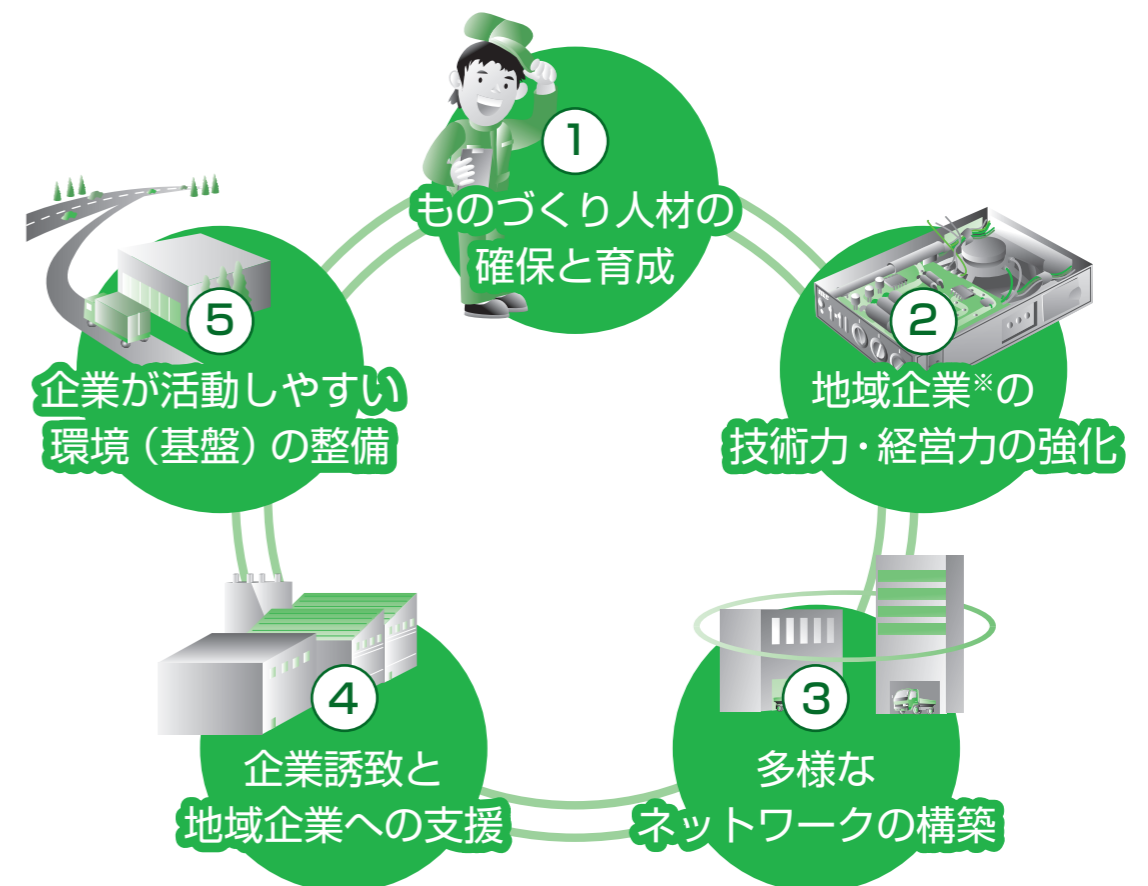 1
ものづくり人材の
確保と育成
2
地域企業※の
技術力・経営力の強化
3
多様な
ネットワークの構築
4
企業誘致と
地域企業への支援
5
企業が活動しやすい
環境（基盤）の整備